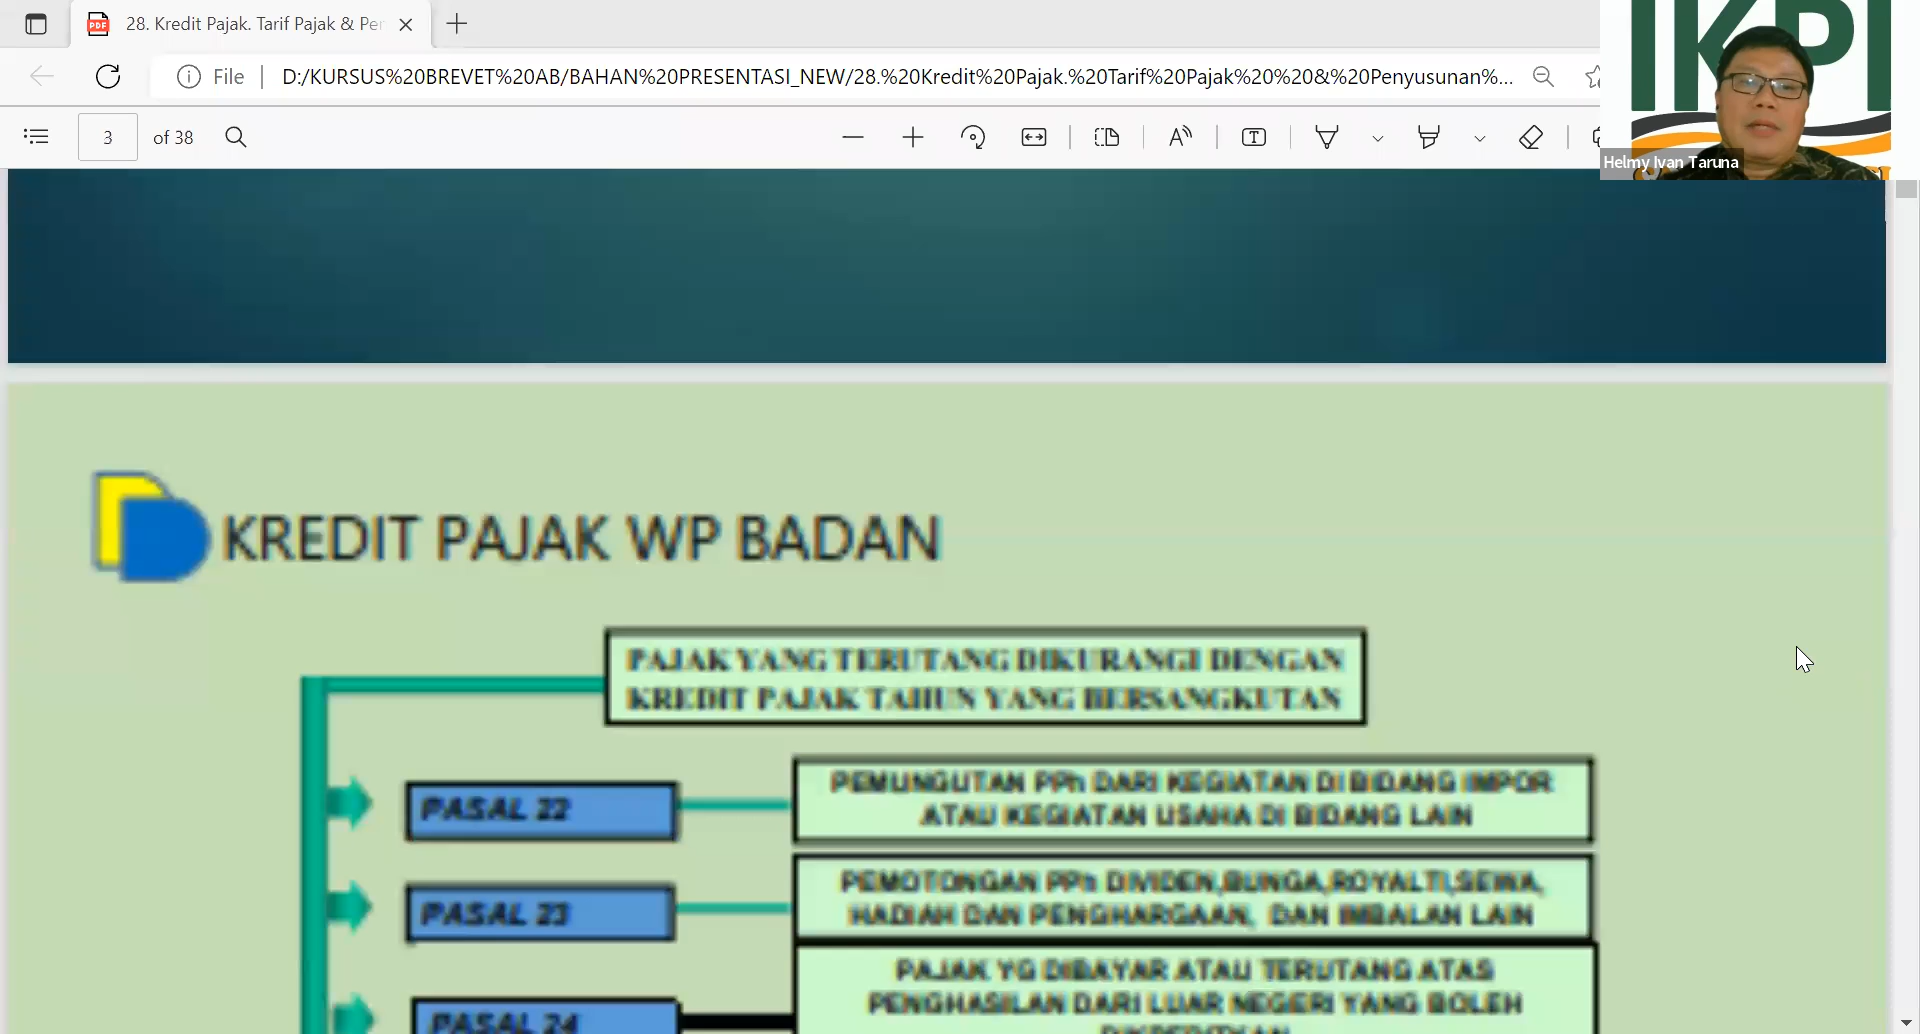 28. Kredit Pajak. Tarif Pajak & Per
File
D:/KURSUS%20BREVET%20AB/BAHAN%20PRESENTASI_NEW/28.%20Kredit%20Pajak.%20Tarif%20Pajak%20%20&%20Penyusunan%...
IKPI
Helmy Ivan Taruna
3 of 38
KREDIT PAJAK WP BADAN
PAJAK YANG TERUTANG DIKURANGI DENGAN
KREDIT PAJAK TAHUN YANG BERSANGKUTAN
PASAL 22
PEMUNGUTAN PPh DARI KEGIATAN DI BIDANG IMPOR
ATAU KEGIATAN USAHA DI BIDANG LAIN
PASAL 23
PEMOTONGAN PPh DIVIDEN,BUNGA,ROYALTI,SEWA,
HADIAH DAN PENGHARGAAN, DAN IMBALAN LAIN
PASAL 24
PAJAK YG DIBAYAR ATAU TERUTANG ATAS
PENGHASILAN DARI LUAR NEGERI YANG BOLEH